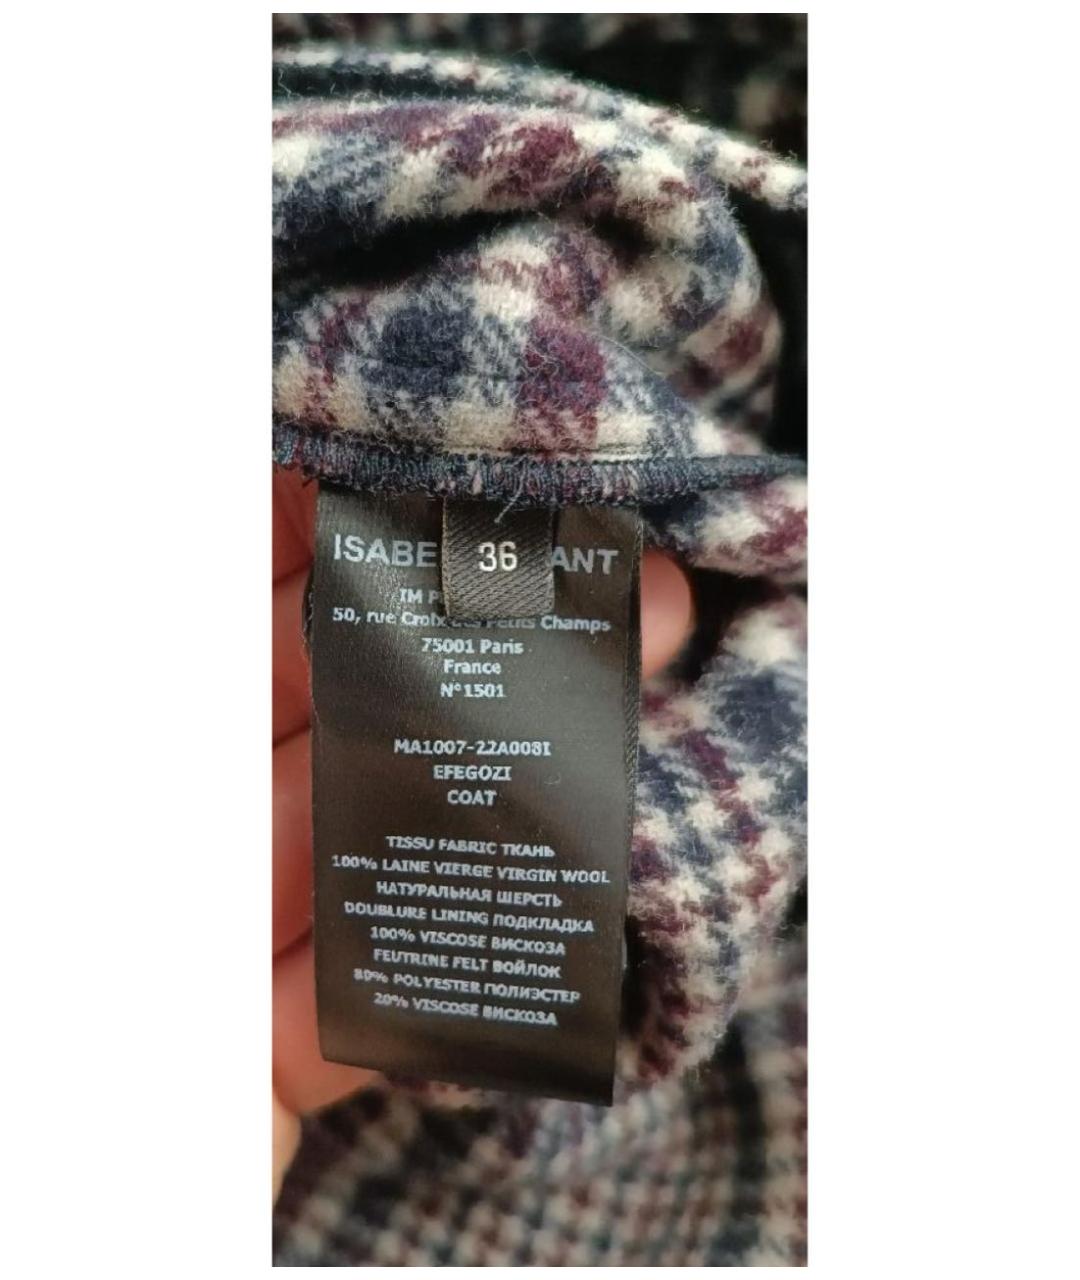 ISABE ANT
36
IM P
50, rue Croix des Petits Champs
75001 Paris
France
N°1501
MA1007-22A008I
EFEGOZI
COAT
TISSU FABRIC ТКАНЬ
100% LAINE VIERGE VIRGIN WOOL
НАТУРАЛЬНАЯ ШЕРСТЬ
DOUBLURE LINING ПОДКЛАДКА
100% VISCOSE ВИСКОЗА
FEUTRINE FELT ВОЙЛОК
80% POLYESTER ПОЛИЭСТЕР
20% VISCOSE ВИСКОЗА